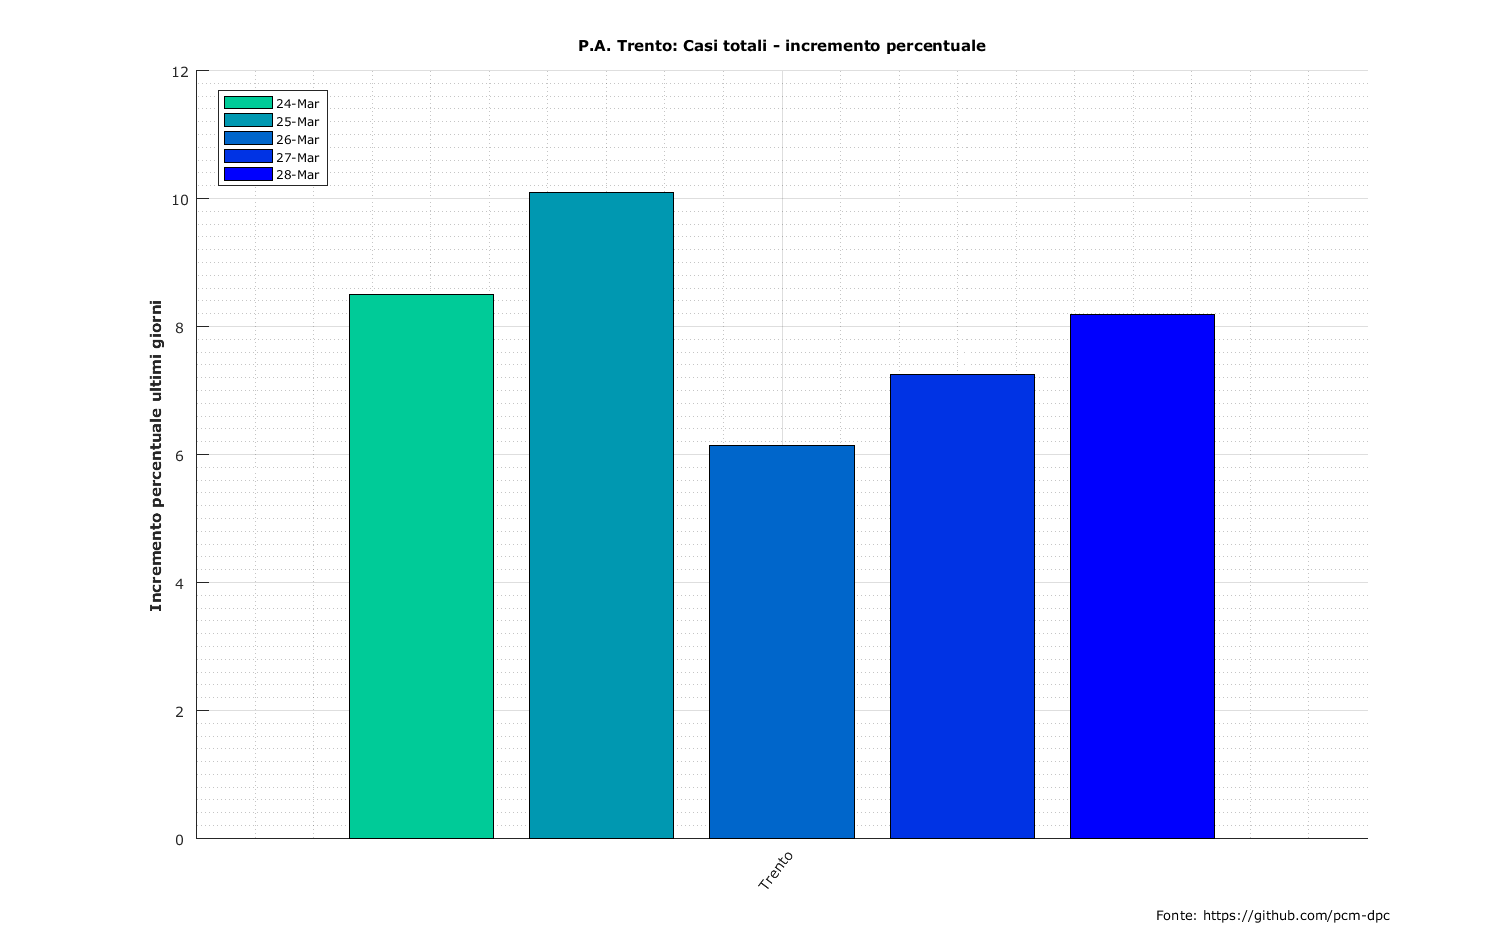 P.A. Trento: Casi totali - incremento percentuale
12
10
8
6
4
2
0
24-Mar
25-Mar
26-Mar
27-Mar
28-Mar
Incremento percentuale ultimi giorni
Trento
Fonte: https://github.com/pcm-dpc